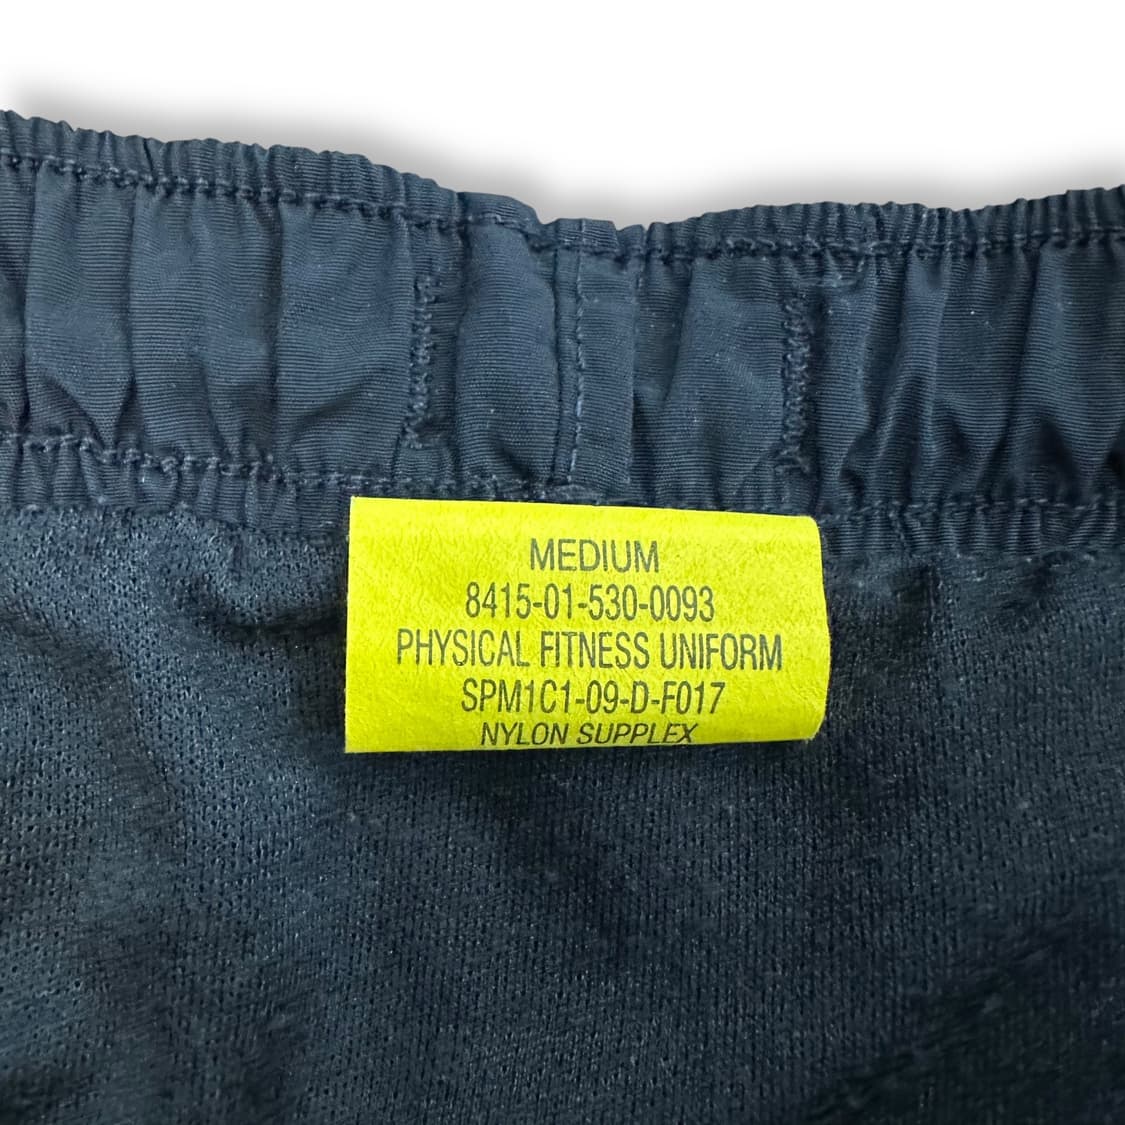 MEDIUM
8415-01-530-0093
PHYSICAL FITNESS UNIFORM
SPM1C1-09-D-F017
NYLON SUPPLEX